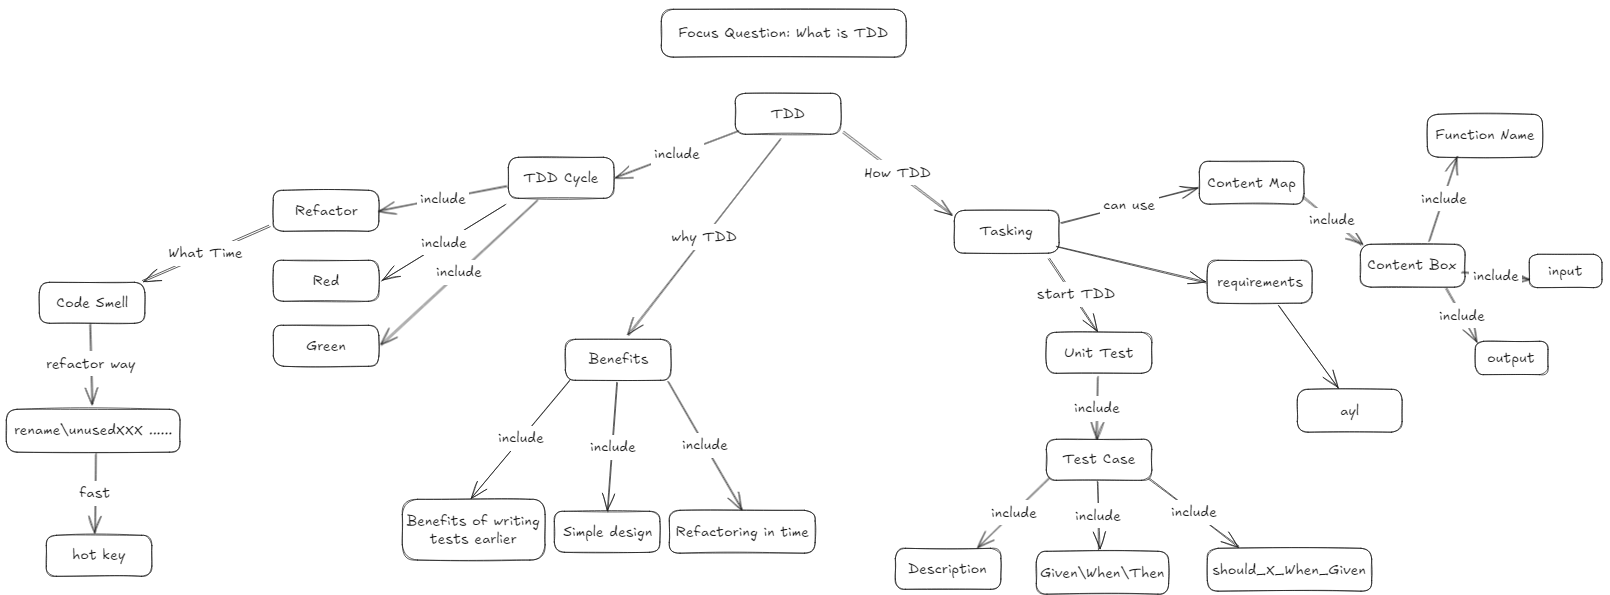 Focus Question: What is TDD
TDD
include
How TDD
why TDD
TDD Cycle
include
include
include
Refactor
Red
Green
What Time
Code Smell
refactor way
rename\unusedXXX ......
fast
hot key
Benefits
include
include
include
Benefits of writing
tests earlier
Simple design
Refactoring in time
Tasking
can use
Content Map
include
Content Box
include
Function Name
include
input
include
output
requirements
ayl
start TDD
Unit Test
include
Test Case
include
include
include
Description
Given\When\Then
should_X_When_Given